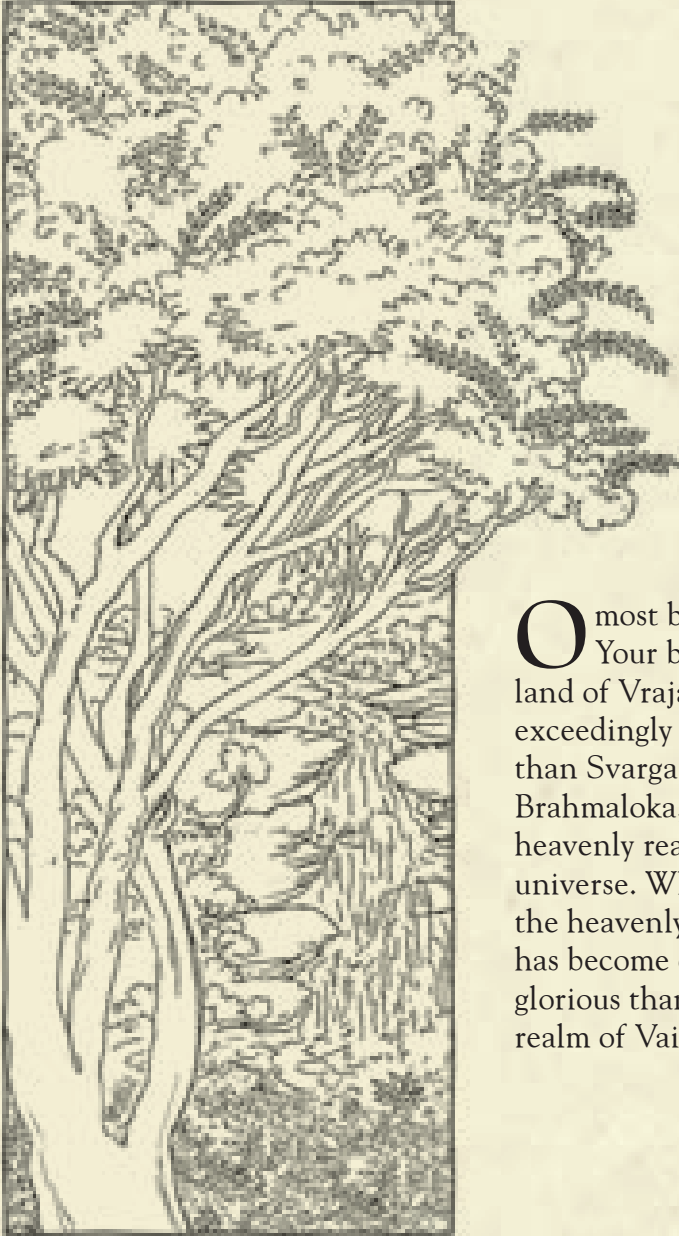 O most b
Your b
land of Vraja
exceedingly
than Svarga
Brahmaloka
heavenly rea
universe. Wh
the heavenly
has become
glorious than
realm of Vai